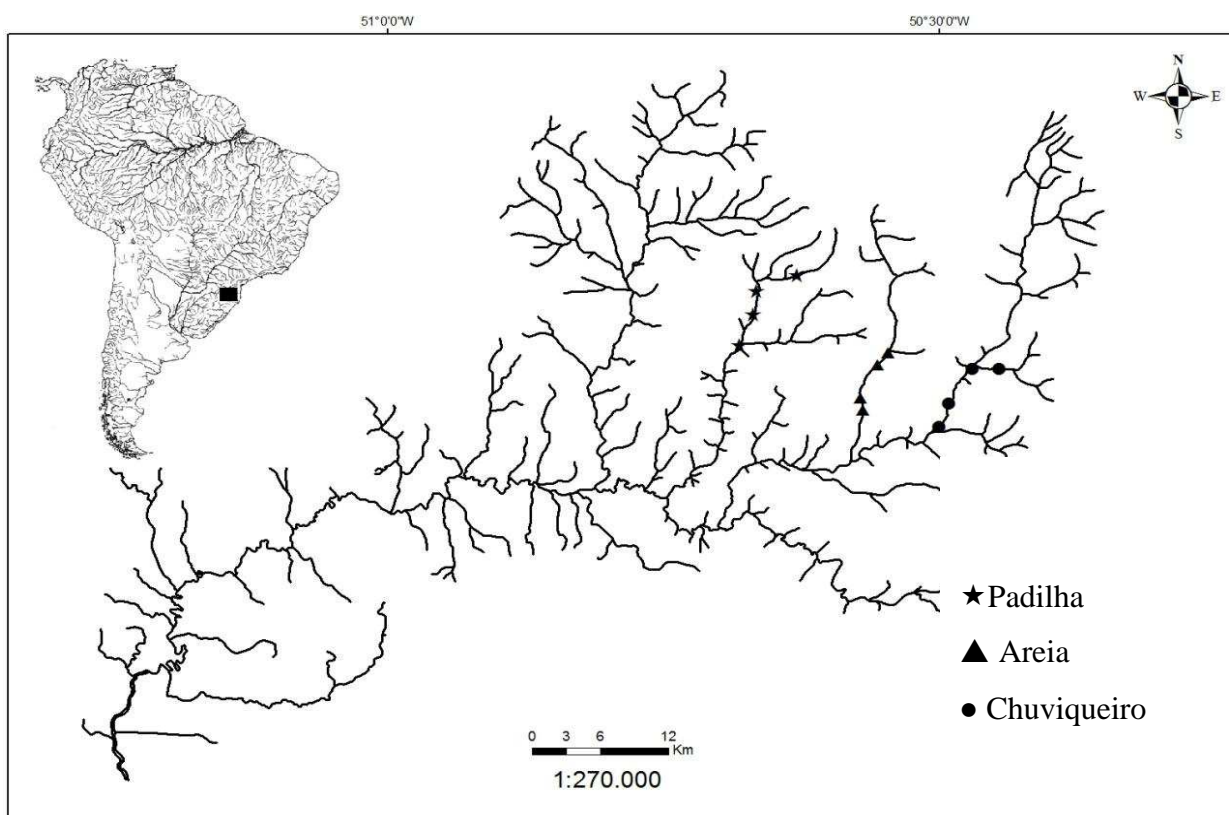 51°0'0"W
50°30'0"W
N
W
E
S
★Padilha
▲ Areia
● Chuviqueiro
0 3 6 12
Km
1:270.000